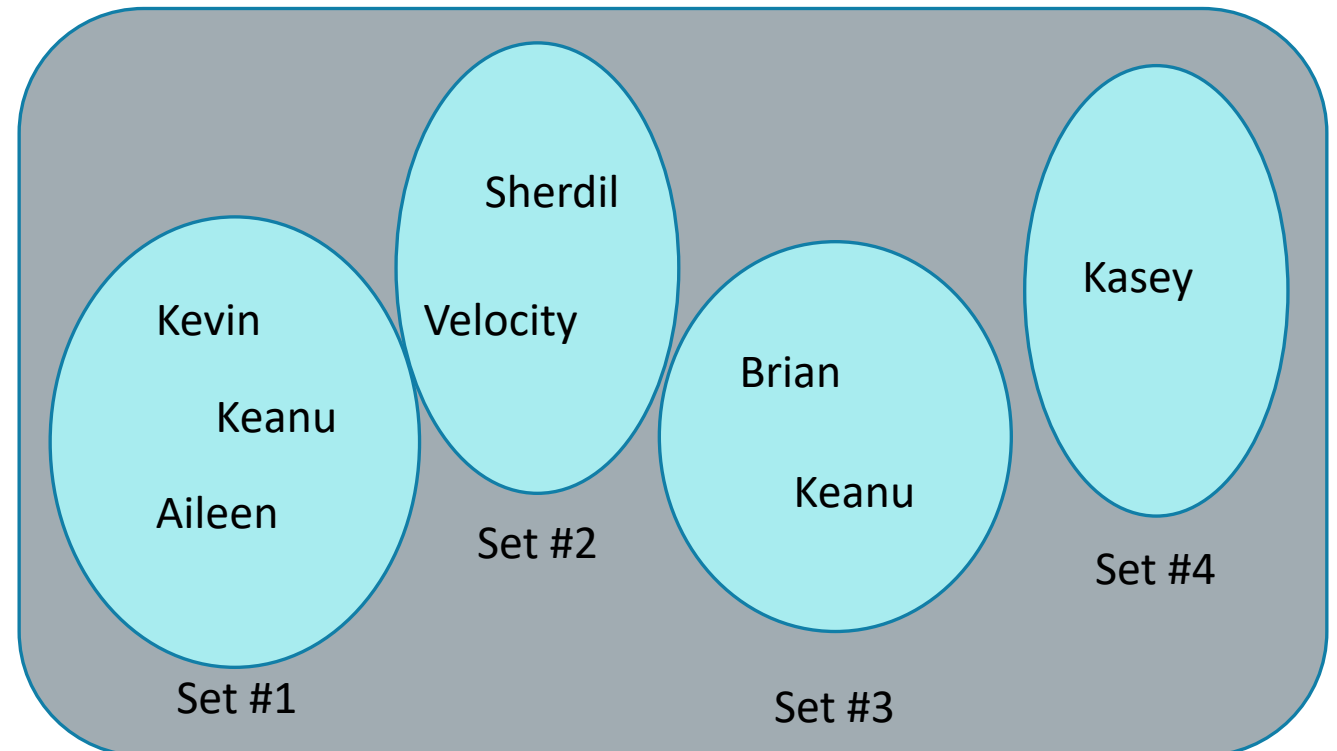 Kevin
Keanu
Aileen
Set #1
Sherdil
Velocity
Set #2
Brian
Keanu
Set #3
Kasey
Set #4